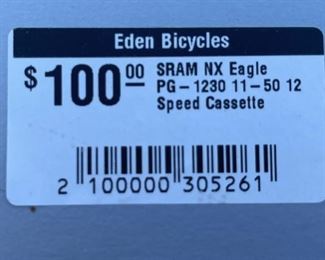 Eden Bicycles
$100.00 SRAM NX Eagle
PG-1230 11-50 12
Speed Cassette
2 100000 305261